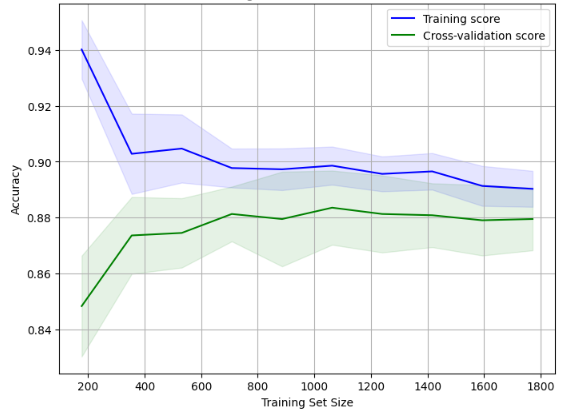 Training score
Cross-validation score
0.94
0.92
0.90
0.88
0.86
0.84
Accuracy
200 400 600 800 1000 1200 1400 1600 1800
Training Set Size